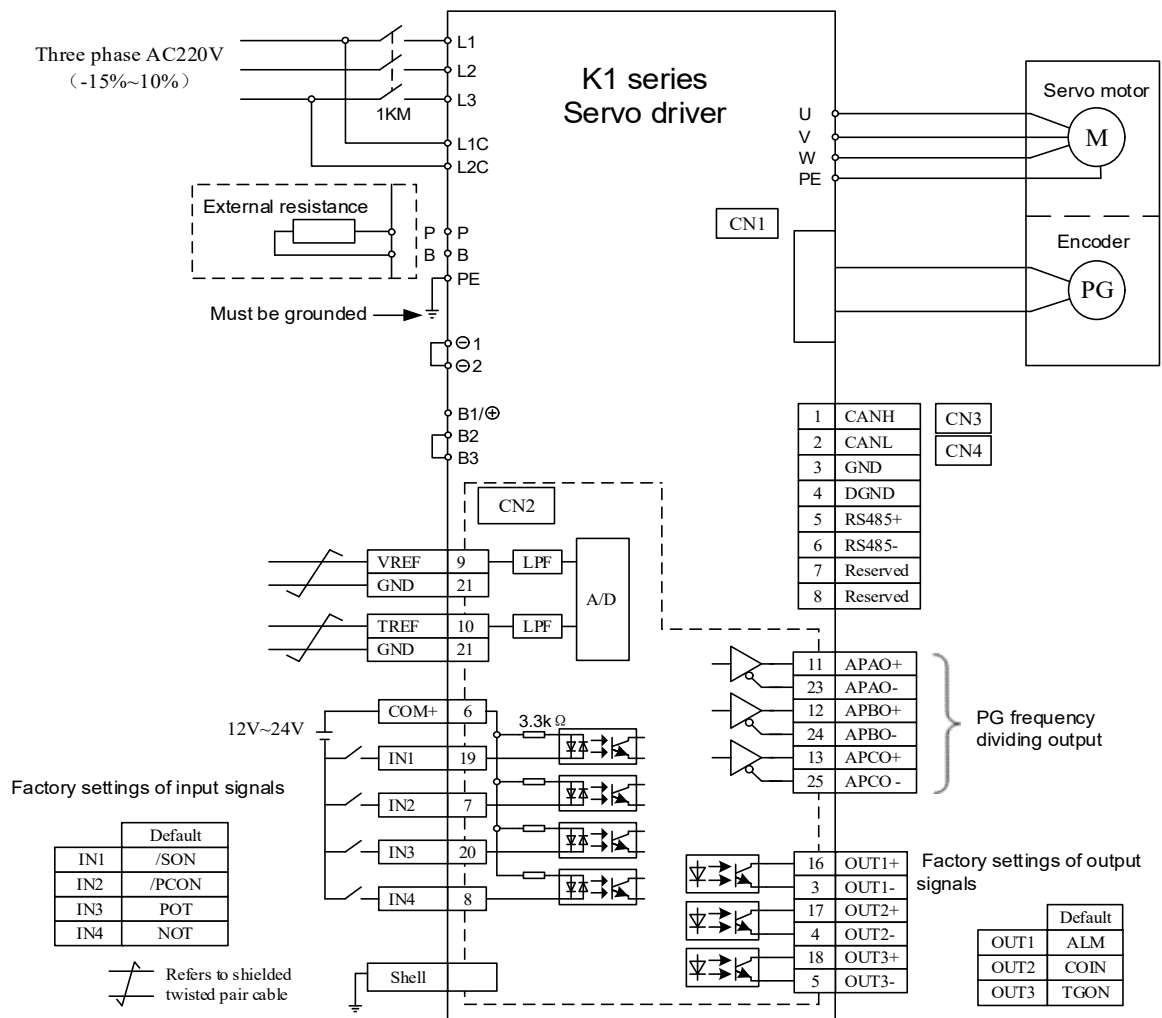 Three phase AC220V
（-15%~10%）
L1
L2
L3
1KM
L1C
L2C
K1 series
Servo driver
U
V
W
PE
Servo motor
M
Encoder
PG
CN1
External resistance
P P
B B
PE
Must be grounded
⊖1
⊖2
B1/⊕
B2
B3
1 CANH
2 CANL
3 GND
4 DGND
5 RS485+
6 RS485-
7 Reserved
8 Reserved
CN3
CN4
CN2
VREF 9 LPF
GND 21
A/D
TREF 10 LPF
GND 21
11 APAO+
23 APAO-
12 APBO+
24 APBO-
13 APCO+
25 APCO -
PG frequency
dividing output
12V~24V
COM+ 6
3.3k Ω
IN1 19
IN2 7
IN3 20
IN4 8
Shell
Factory settings of input signals
Default
IN1 /SON
IN2 /PCON
IN3 POT
IN4 NOT
Refers to shielded
twisted pair cable
16 OUT1+
3 OUT1-
17 OUT2+
4 OUT2-
18 OUT3+
5 OUT3-
Factory settings of output
signals
Default
OUT1 ALM
OUT2 COIN
OUT3 TGON